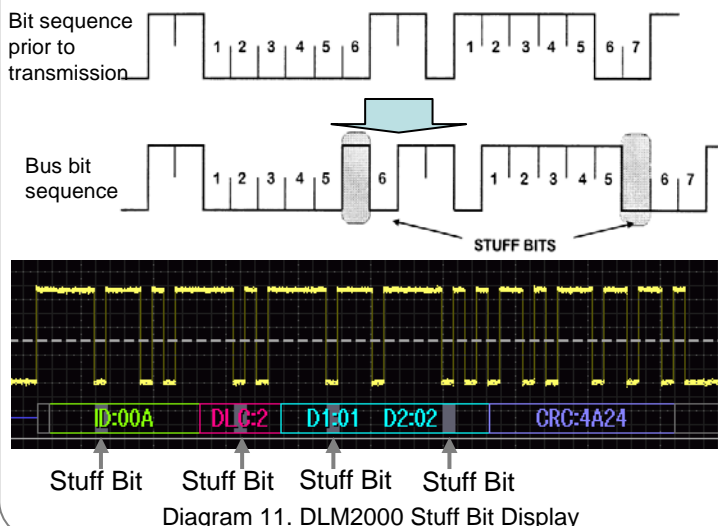 Bit sequence
prior to
transmission
1 2 3 4 5 6 1 2 3 4 5 6 7
Bus bit
sequence
1 2 3 4 5 6 1 2 3 4 5 6 7
STUFF BITS
ID:00A DLC:2 D1:01 D2:02 CRC:4A24
Stuff Bit Stuff Bit Stuff Bit Stuff Bit
Diagram 11. DLM2000 Stuff Bit Display